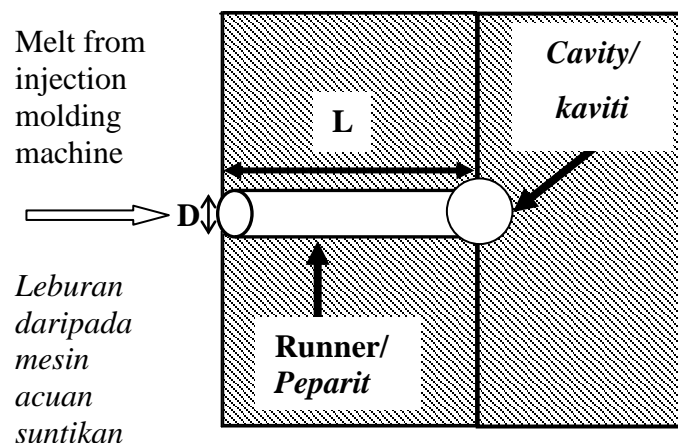 Melt from
injection
molding
machine
Leburan
daripada
mesin
acuan
suntikan
D
L
Runner/
Peparit
Cavity/
kaviti